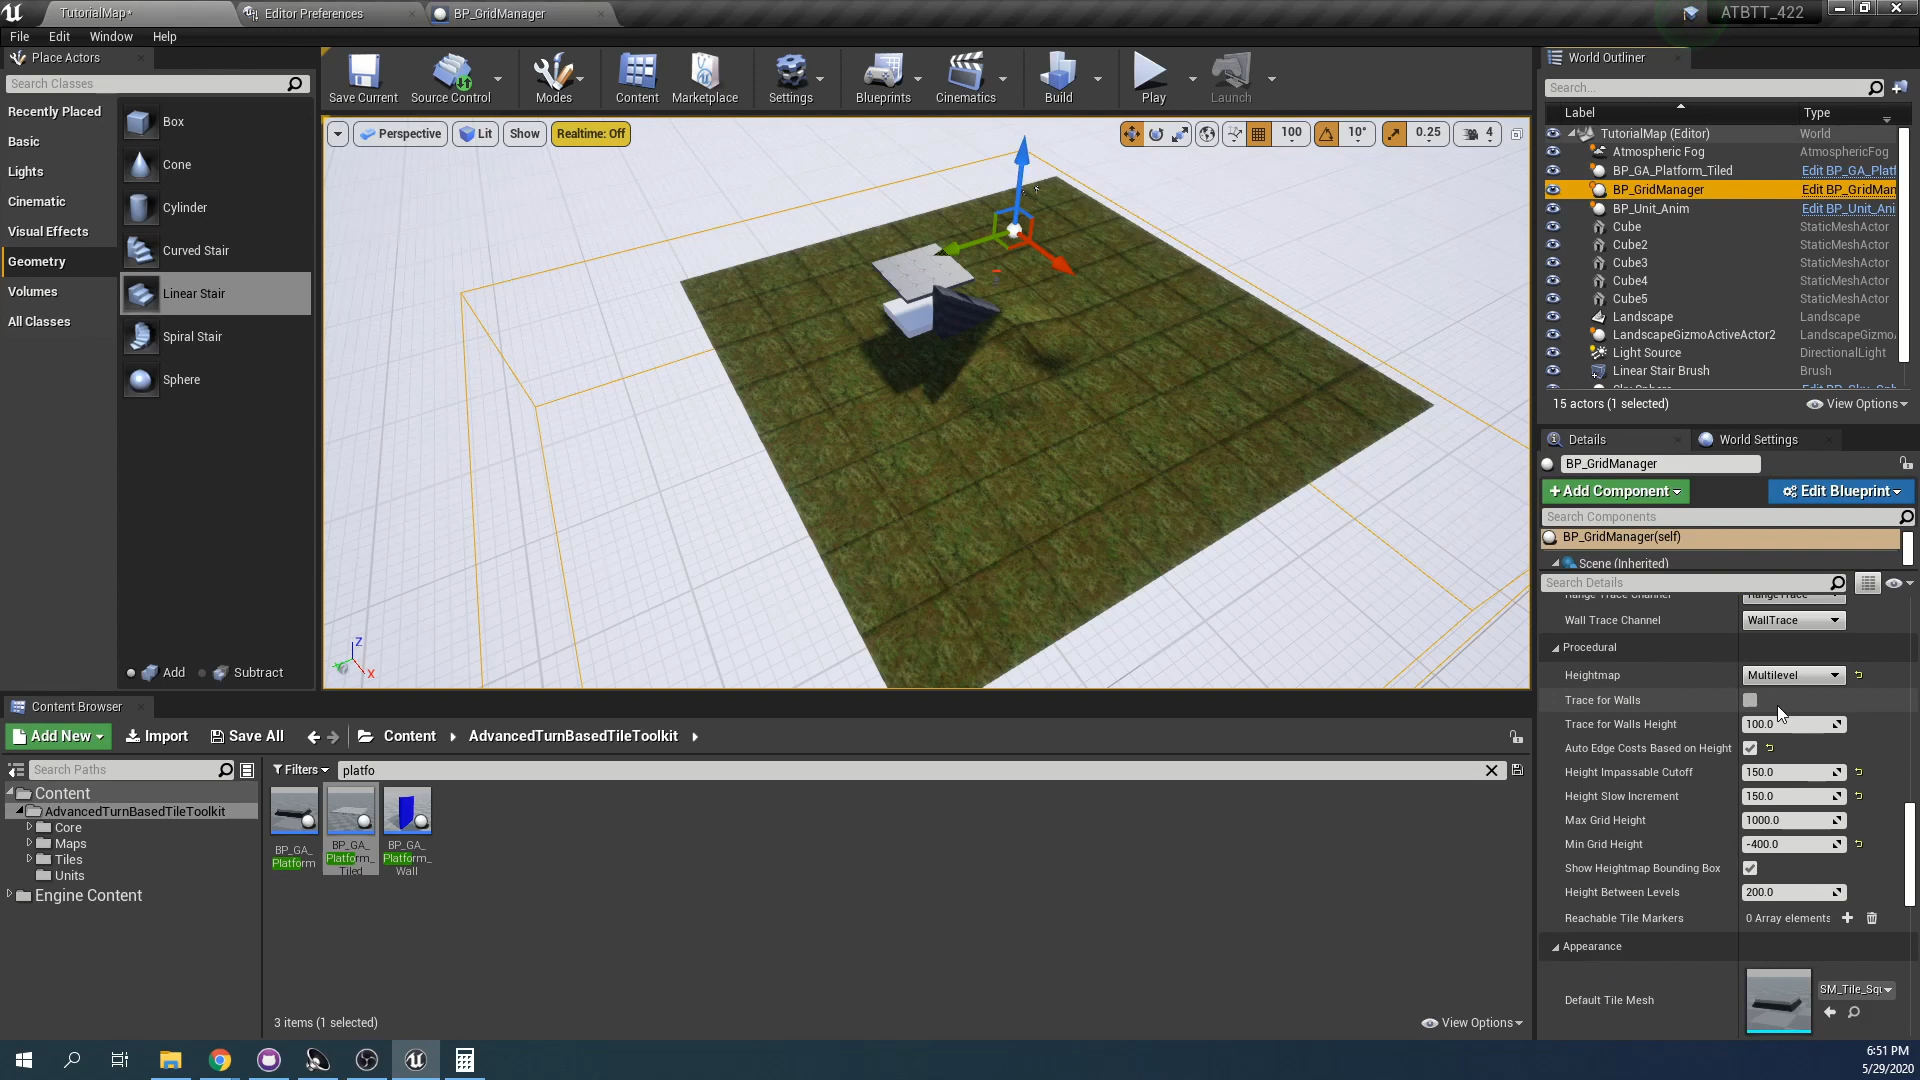 TutorialMap*
Editor Preferences
BP_GridManager
ATBTT_422
File
Edit
Window
Help
Place Actors
Search Classes
Recently Placed
Basic
Lights
Cinematic
Visual Effects
Geometry
Volumes
All Classes
Box
Cone
Cylinder
Curved Stair
Linear Stair
Spiral Stair
Sphere
Add
Subtract
Save Current
Source Control
Modes
Content
Marketplace
Settings
Blueprints
Cinematics
Build
Play
Launch
Perspective
Lit
Show
Realtime: Off
100
10°
0.25
4
Z
X
World Outliner
Search...
Label
Type
TutorialMap (Editor) World
Atmospheric Fog AtmosphericFog
BP_GA_Platform_Tiled Edit BP_GA_Platf
BP_GridManager Edit BP_GridMan
BP_Unit_Anim Edit BP_Unit_Ani
Cube StaticMeshActor
Cube2 StaticMeshActor
Cube3 StaticMeshActor
Cube4 StaticMeshActor
Cube5 StaticMeshActor
Landscape Landscape
LandscapeGizmoActiveActor2 LandscapeGizmo
Light Source DirectionalLight
Linear Stair Brush Brush
15 actors (1 selected)
View Options
Details
World Settings
BP_GridManager
+Add Component
Edit Blueprint
Search Components
BP_GridManager(self)
Scene (Inherited)
Search Details
Range Trace Channel RangeTrace
Wall Trace Channel WallTrace
Procedural
Heightmap Multilevel
Trace for Walls
Trace for Walls Height 100.0
Auto Edge Costs Based on Height
Height Impassable Cutoff 150.0
Height Slow Increment 150.0
Max Grid Height 1000.0
Min Grid Height -400.0
Show Heightmap Bounding Box
Height Between Levels 200.0
Reachable Tile Markers 0 Array elements
Appearance
Default Tile Mesh
SM_Tile_Squ
Content Browser
Add New
Import
Save All
Content
AdvancedTurnBasedTileToolkit
Search Paths
Filters
platfo
Content
AdvancedTurnBasedTileToolkit
Core
Maps
Tiles
Units
Engine Content
BP_GA_
Platform
BP_GA_
Platform_
Tiled
BP_GA_
Platform_
Wall
3 items (1 selected)
View Options
6:51 PM
5/29/2020